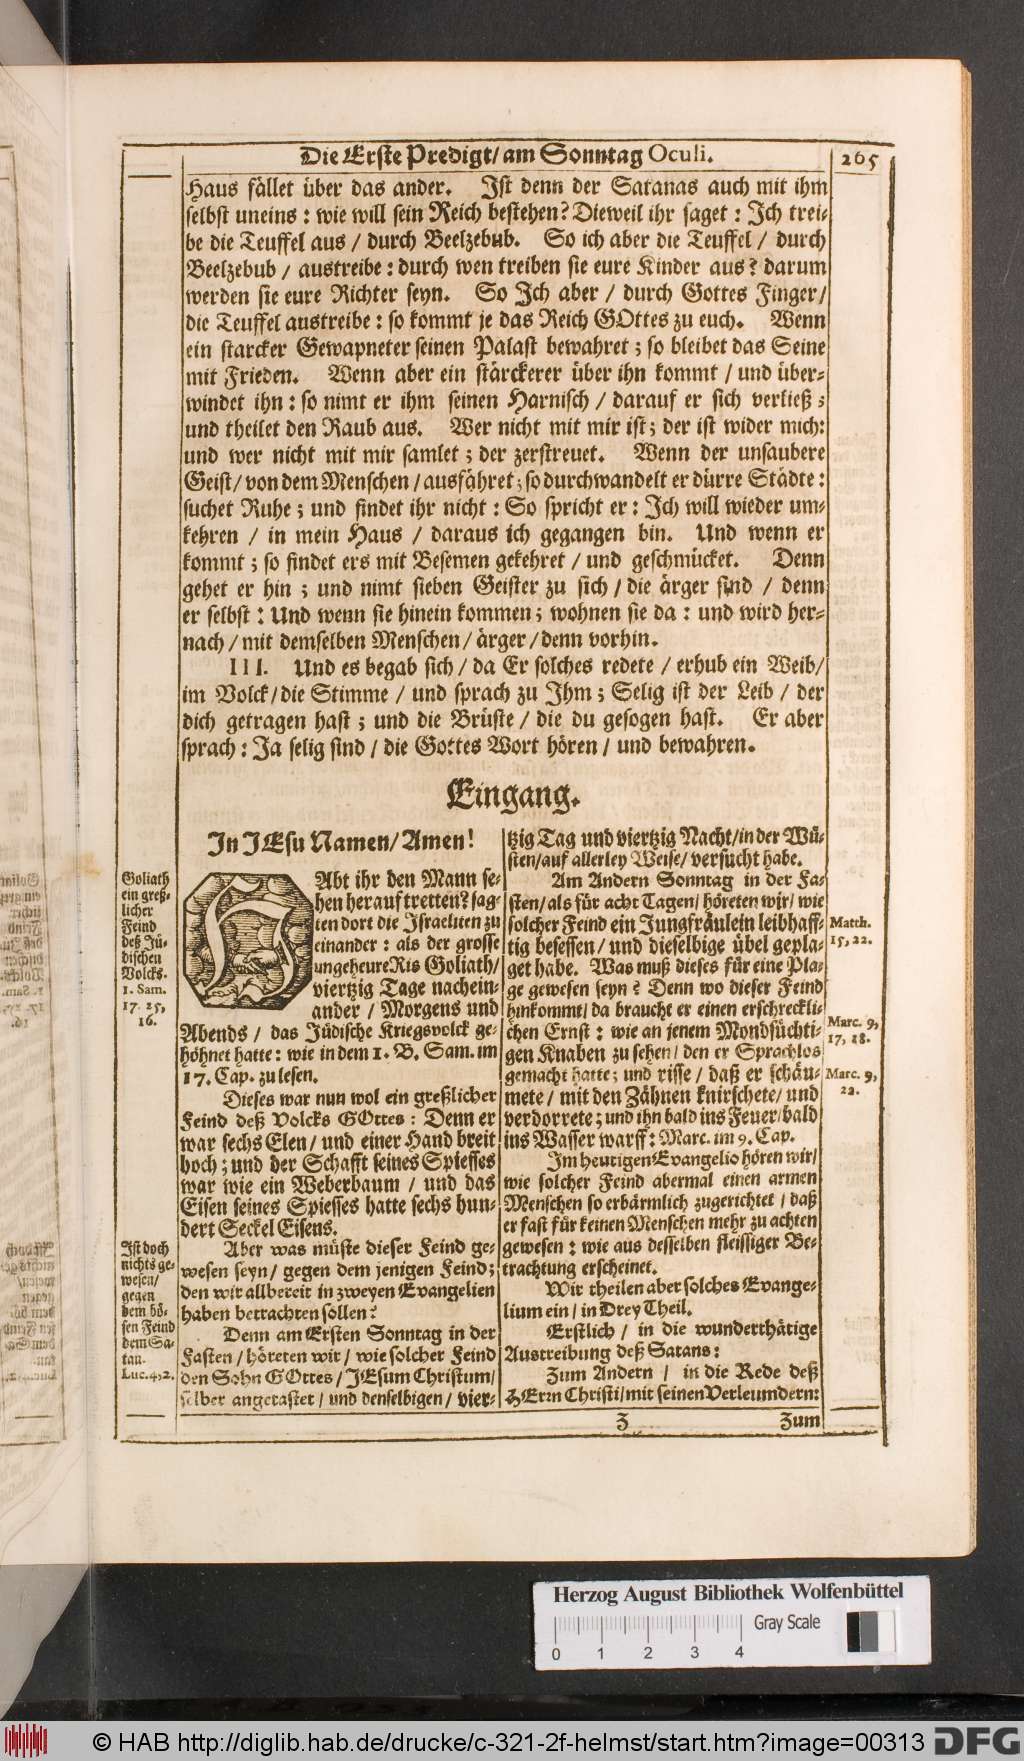 Die Erste Predigt/ am Sonntag Oculi.
265
Haus fället über das ander. Ist denn der Satanas auch mit ihm
selbst uneins: wie will sein Reich bestehen? Dieweil ihr saget: Ich trei-
be die Teuffel aus/ durch Beelzebub. So ich aber die Teuffel/ durch
Beelzebub/ austreibe: durch wen treiben sie eure Kinder aus? darum
werden sie eure Richter seyn. So Ich aber/ durch Gottes Finger/
die Teuffel austreibe: so kommt je das Reich GOttes zu euch. Wenn
ein starcker Gewapneter seinen Palast bewahret; so bleibet das Seine
mit Frieden. Wenn aber ein stärckerer über ihn kommt/ und über-
windet ihn: so nimt er ihm seinen Harnisch/ darauf er sich verließ;
und theilet den Raub aus. Wer nicht mit mir ist; der ist wider mich:
und wer nicht mit mir samlet; der zerstreuet. Wenn der unsaubere
Geist/ von dem Menschen/ ausfähret; so durchwandelt er dürre Städte:
suchet Ruhe; und findet ihr nicht: So spricht er: Ich will wieder um-
kehren/ in mein Haus/ daraus ich gegangen bin. Und wenn er
kommt; so findet ers mit Besemen gekehret/ und geschmücket. Denn
gehet er hin; und nimt sieben Geister zu sich/ die ärger sind/ denn
er selbst: Und wenn sie hinein kommen; wohnen sie da: und wird her-
nach/ mit demselben Menschen/ ärger/ denn vorhin.
III. Und es begab sich/ da Er solches redete/ erhub ein Weib/
im Volck/ die Stimme/ und sprach zu Ihm; Selig ist der Leib/ der
dich getragen hast; und die Brüste/ die du gesogen hast. Er aber
sprach: Ja selig sind/ die Gottes Wort hören/ und bewahren.
Eingang.
In JEsu Namen/ Amen!
Goliath
ein greß-
licher
Feind
deß Jü-
dischen
Volcks.
1. Sam.
17. 25,
16.
HAbt ihr den Mann se-
hen herauf tretten? sag-
ten dort die Israeliten zu
einander: als der grosse
ungeheure Ris Goliath/
viertzig Tage nachein-
ander/ Morgens und
Abends/ das Jüdische Kriegsvolck ge-
höhnet hatte: wie in dem 1. B. Sam. im
17. Cap. zu lesen.
Dieses war nun wol ein greßlicher
Feind deß Volcks GOttes: Denn er
war sechs Elen/ und einer Hand breit
hoch; und der Schafft seines Spiesses
war wie ein Weberbaum/ und das
Eisen seines Spiesses hatte sechs hun-
dert Seckel Eisens.
Ist doch
nichts ge-
wesen/
gegen
dem bö-
sen Feind
dem Sa-
tan.
Luc. 4, 2.
Aber was müste dieser Feind ge-
wesen seyn/ gegen dem jenigen Feind;
den wir allbereit in zweyen Evangelien
haben betrachten sollen?
Denn am Ersten Sonntag in der
Fasten/ höreten wir/ wie solcher Feind
den Sohn GOttes/ JEsum Christum/
selber angetastet/ und denselbigen/ vier-
tzig Tag und viertzig Nacht/ in der Wü-
sten/ auf allerley Weise/ versucht habe.
Am Andern Sonntag in der Fa-
sten/ als für acht Tagen/ höreten wir/ wie
solcher Feind ein Jungfräulein leibhaff-
tig besessen/ und dieselbige übel gepla-
get habe. Was muß dieses für eine Pla-
ge gewesen seyn? Denn wo dieser Feind
hinkommt/ da braucht er einen erschreckli-
chen Ernst: wie an jenem Mondsüchti-
gen Knaben zu sehen/ den er Sprachlos
gemacht hatte; und risse/ daß er schäu-
mete/ mit den Zähnen knirschete/ und
verdorrete; und ihn bald ins Feuer/ bald
ins Wasser warff: Marc. im 9. Cap.
Matth.
15, 22.
Marc. 9,
17, 18.
Marc. 9,
22.
Im heutigen Evangelio hören wir/
wie solcher Feind abermal einen armen
Menschen so erbärmlich zugerichtet/ daß
er fast für keinen Menschen mehr zu achten
gewesen: wie aus desselben fleissiger Be-
trachtung erscheinet.
Wir theilen aber solches Evange-
lium ein/ in Drey Theil.
Erstlich/ in die wunderthätige
Austreibung deß Satans:
Zum Andern/ in die Rede deß
HErrn Christi/ mit seinen Verleumdern:
Z
Zum
Herzog August Bibliothek Wolfenbüttel
Gray Scale
0 1 2 3 4
© HAB http://diglib.hab.de/drucke/c-321-2f-helmst/start.htm?image=00313
DFG